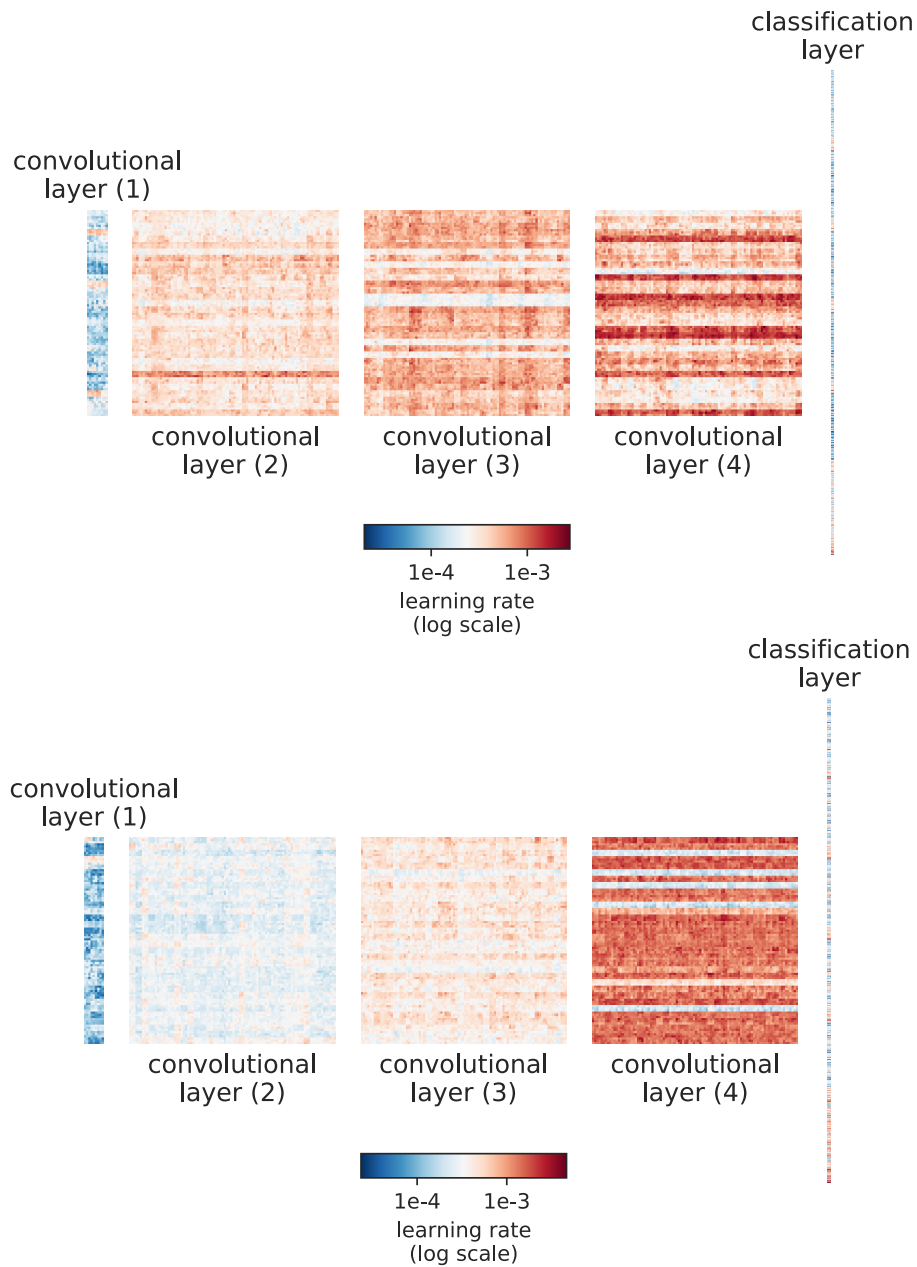 classification
layer
convolutional
layer (1)
convolutional
layer (2)
convolutional
layer (3)
convolutional
layer (4)
1e-4
1e-3
learning rate
(log scale)
classification
layer
convolutional
layer (1)
convolutional
layer (2)
convolutional
layer (3)
convolutional
layer (4)
1e-4
1e-3
learning rate
(log scale)